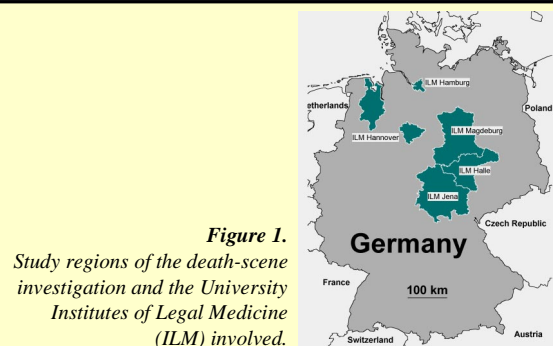 Figure 1.
Study regions of the death-scene
investigation and the University
Institutes of Legal Medicine
(ILM) involved.
ILM Hamburg
etherlands
Poland
ILM Hannover
ILM Magdeburg
ILM Halle
ILM Jena
Czech Republic
Germany
France
100 km
Switzerland
Austria